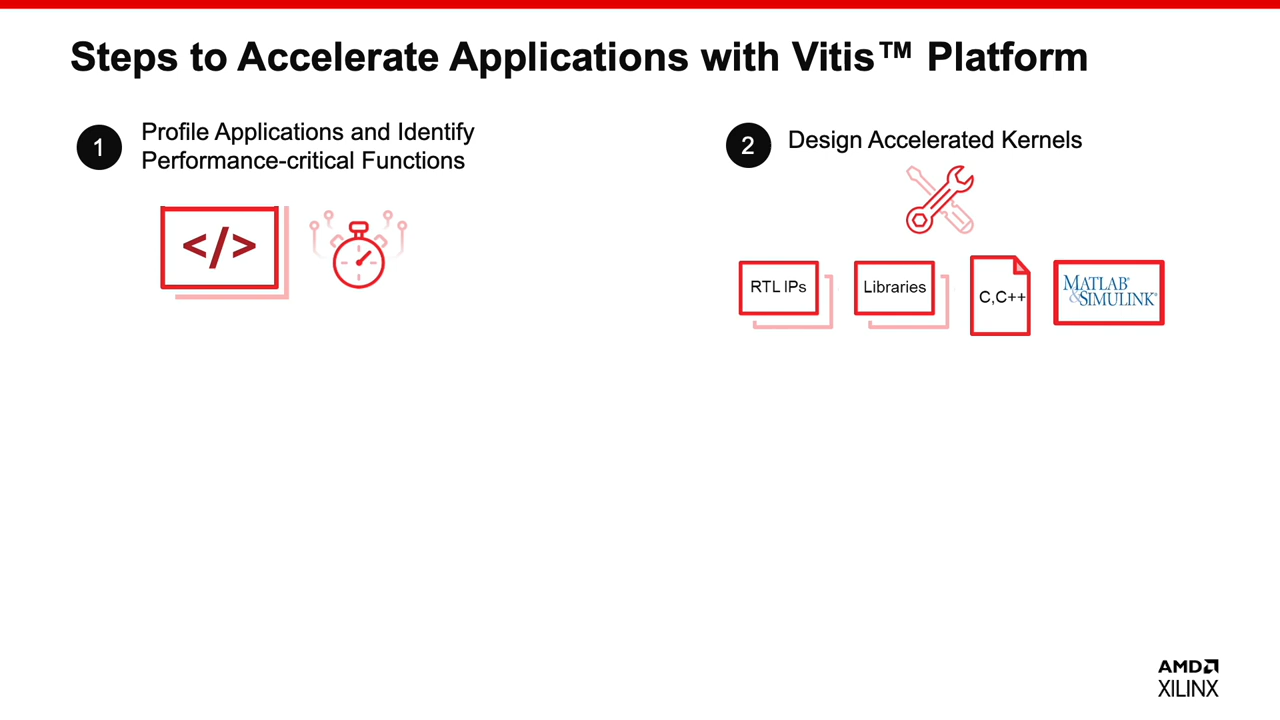 Steps to Accelerate Applications with Vitis™ Platform
1
Profile Applications and Identify
Performance-critical Functions
</>
2
Design Accelerated Kernels
RTL IPs
Libraries
C,C++
MATLAB®
&SIMULINK®
AMD
XILINX